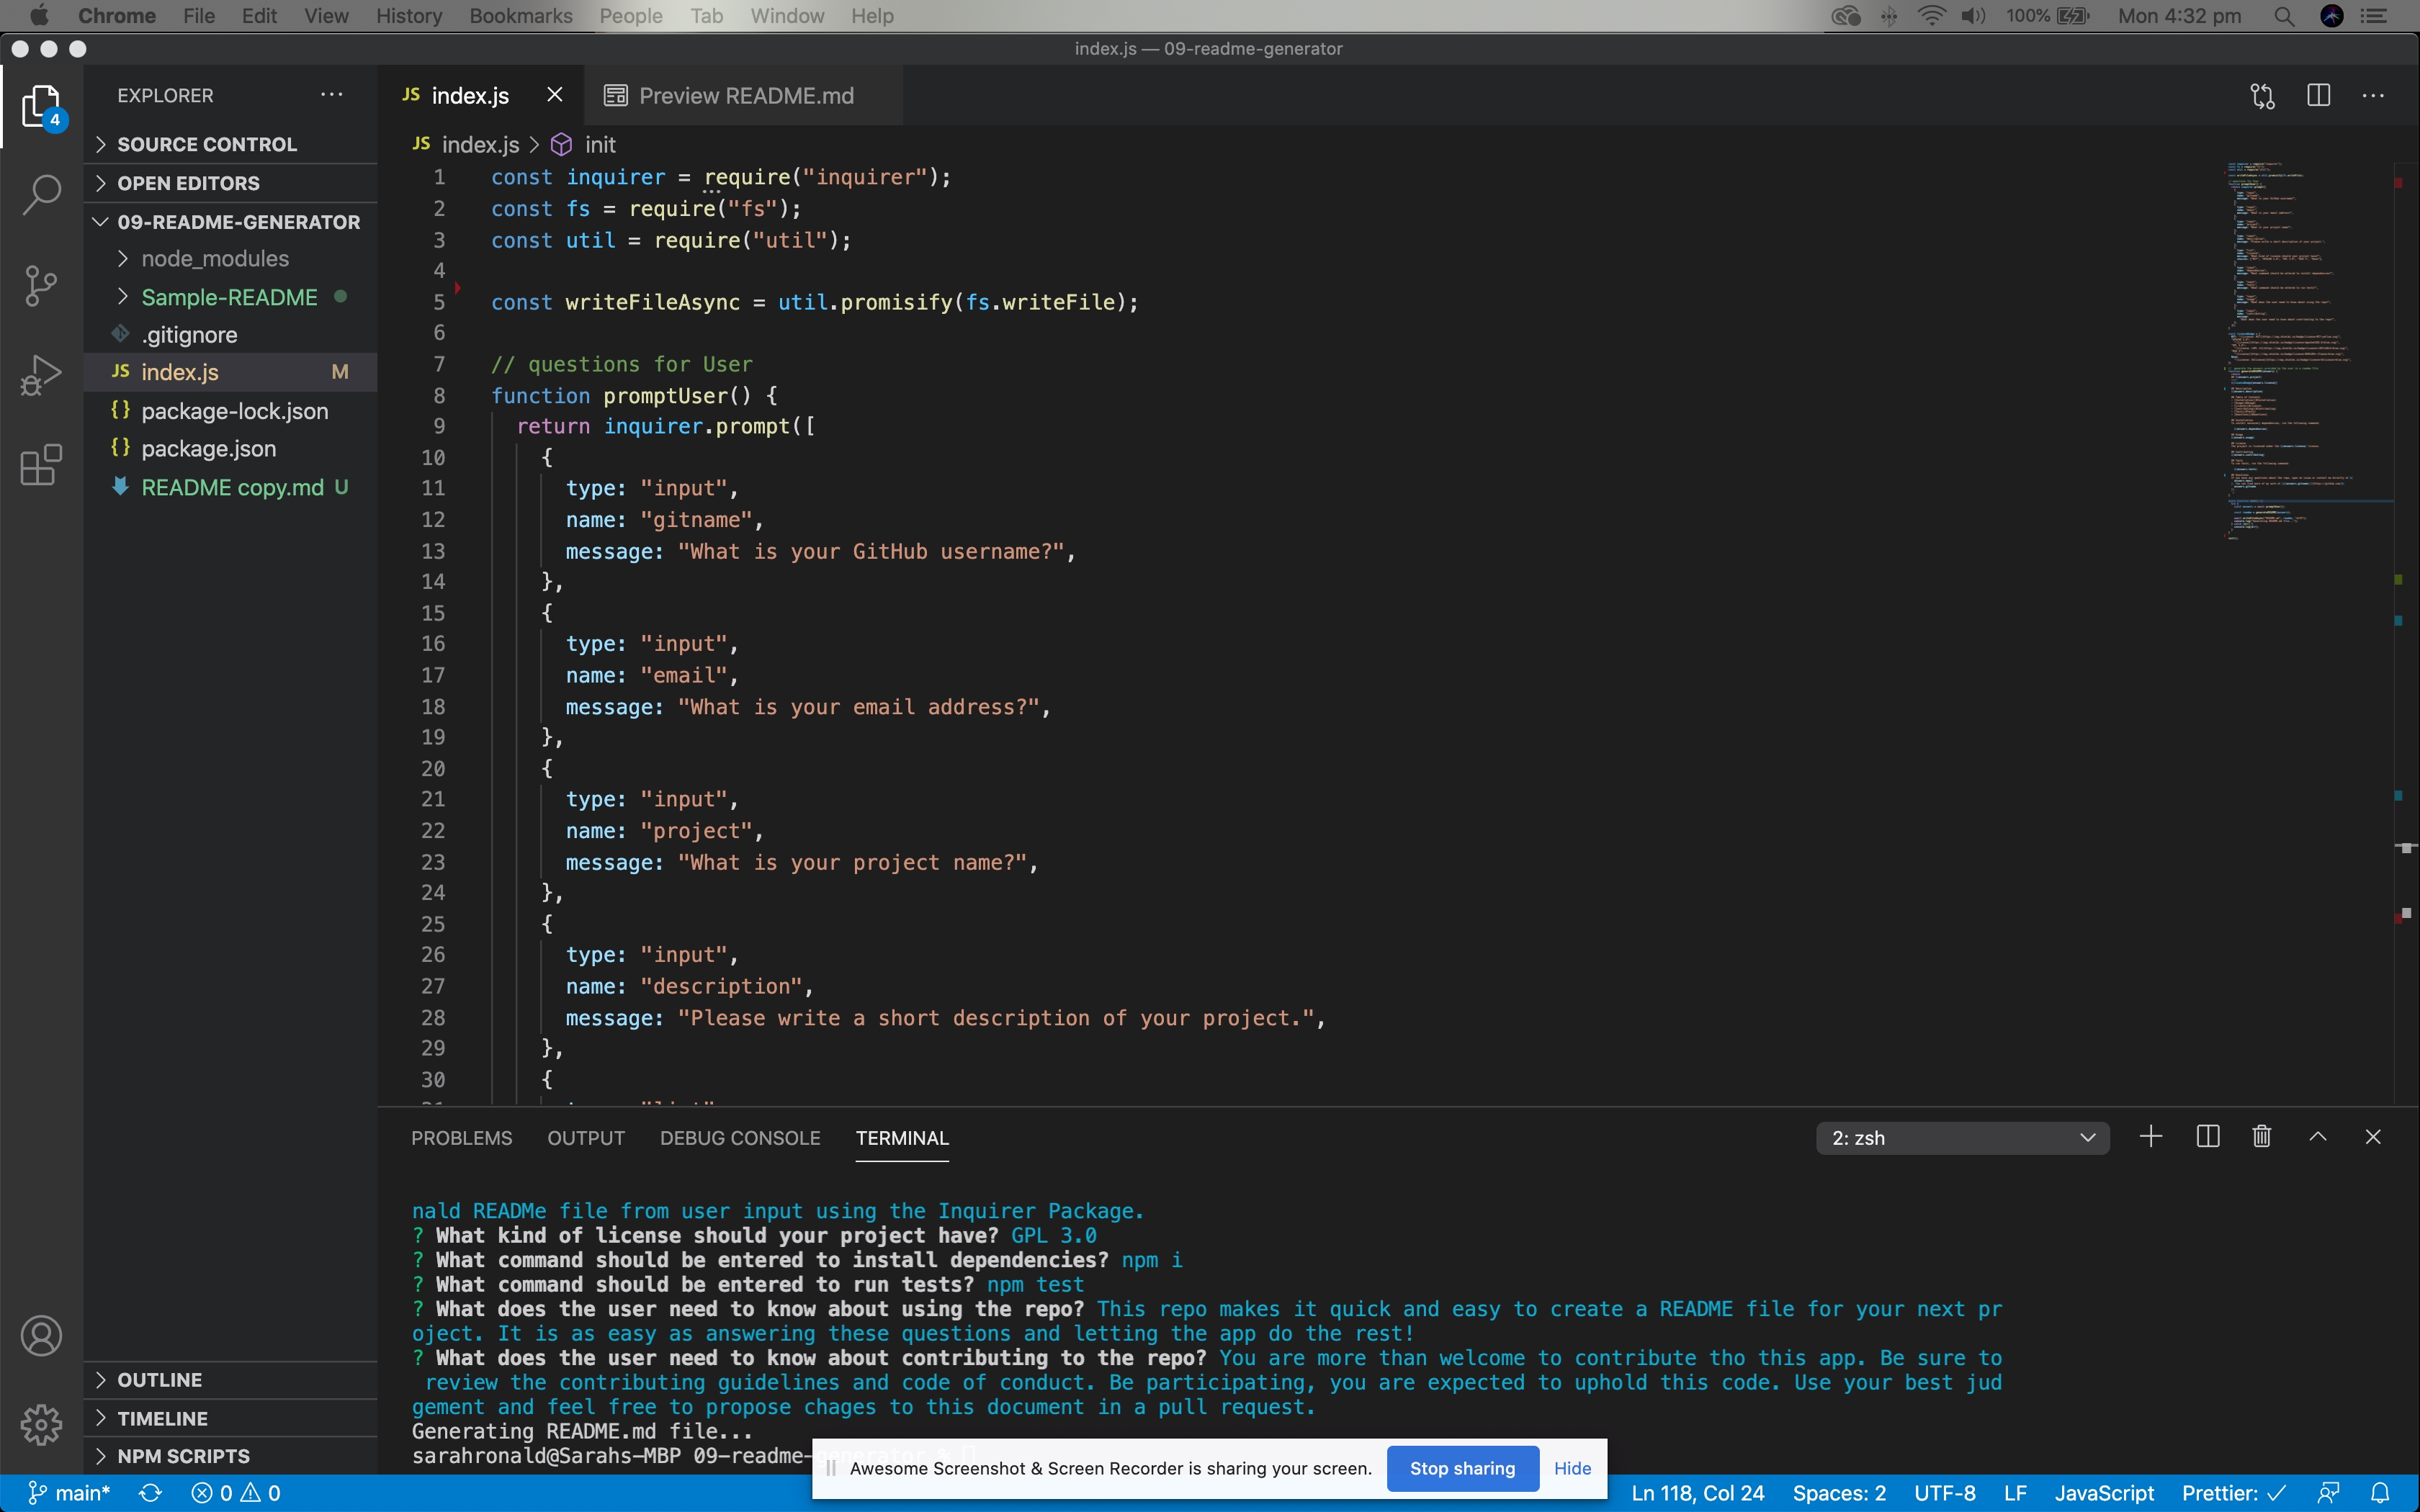 Chrome File Edit View History Bookmarks People Tab Window Help 100% Mon 4:32 pm
index.js — 09-readme-generator
EXPLORER
4
SOURCE CONTROL
OPEN EDITORS
09-README-GENERATOR
node_modules
Sample-README
.gitignore
JS index.js M
{} package-lock.json
{} package.json
README copy.md U
OUTLINE
TIMELINE
NPM SCRIPTS
JS index.js Preview README.md
JS index.js > init
1 const inquirer = require("inquirer");
2 const fs = require("fs");
3 const util = require("util");
4
5 const writeFileAsync = util.promisify(fs.writeFile);
6
7 // questions for User
8 function promptUser() {
9 return inquirer.prompt([
10 {
11 type: "input",
12 name: "gitname",
13 message: "What is your GitHub username?",
14 },
15 {
16 type: "input",
17 name: "email",
18 message: "What is your email address?",
19 },
20 {
21 type: "input",
22 name: "project",
23 message: "What is your project name?",
24 },
25 {
26 type: "input",
27 name: "description",
28 message: "Please write a short description of your project.",
29 },
30 {
PROBLEMS OUTPUT DEBUG CONSOLE TERMINAL 2: zsh
nald READMe file from user input using the Inquirer Package.
? What kind of license should your project have? GPL 3.0
? What command should be entered to install dependencies? npm i
? What command should be entered to run tests? npm test
? What does the user need to know about using the repo? This repo makes it quick and easy to create a README file for your next pr
oject. It is as easy as answering these questions and letting the app do the rest!
? What does the user need to know about contributing to the repo? You are more than welcome to contribute tho this app. Be sure to
review the contributing guidelines and code of conduct. Be participating, you are expected to uphold this code. Use your best jud
gement and feel free to propose chages to this document in a pull request.
Generating README.md file...
sarahronald@Sarahs-MBP 09-readme-generator %
Awesome Screenshot & Screen Recorder is sharing your screen. Stop sharing Hide
main* 0 0 Ln 118, Col 24 Spaces: 2 UTF-8 LF JavaScript Prettier: ✓